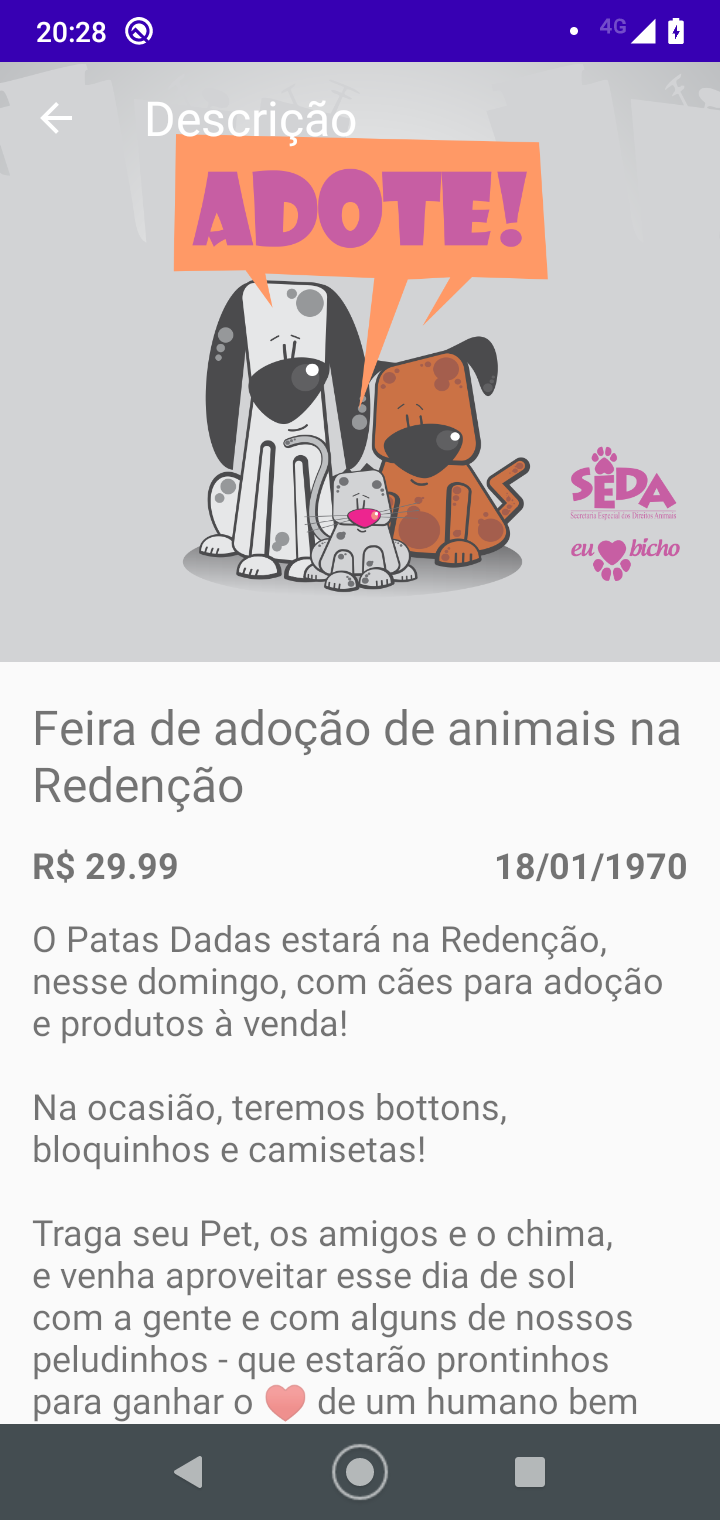 20:28
4G
Descrição
ADOTE!
SEDA
Secretaria Especial dos Direitos Animais
eu bicho
Feira de adoção de animais na
Redenção
R$ 29.99 18/01/1970
O Patas Dadas estará na Redenção,
nesse domingo, com cães para adoção
e produtos à venda!
Na ocasião, teremos bottons,
bloquinhos e camisetas!
Traga seu Pet, os amigos e o chima,
e venha aproveitar esse dia de sol
com a gente e com alguns de nossos
peludinhos - que estarão prontinhos
para ganhar o ❤ de um humano bem